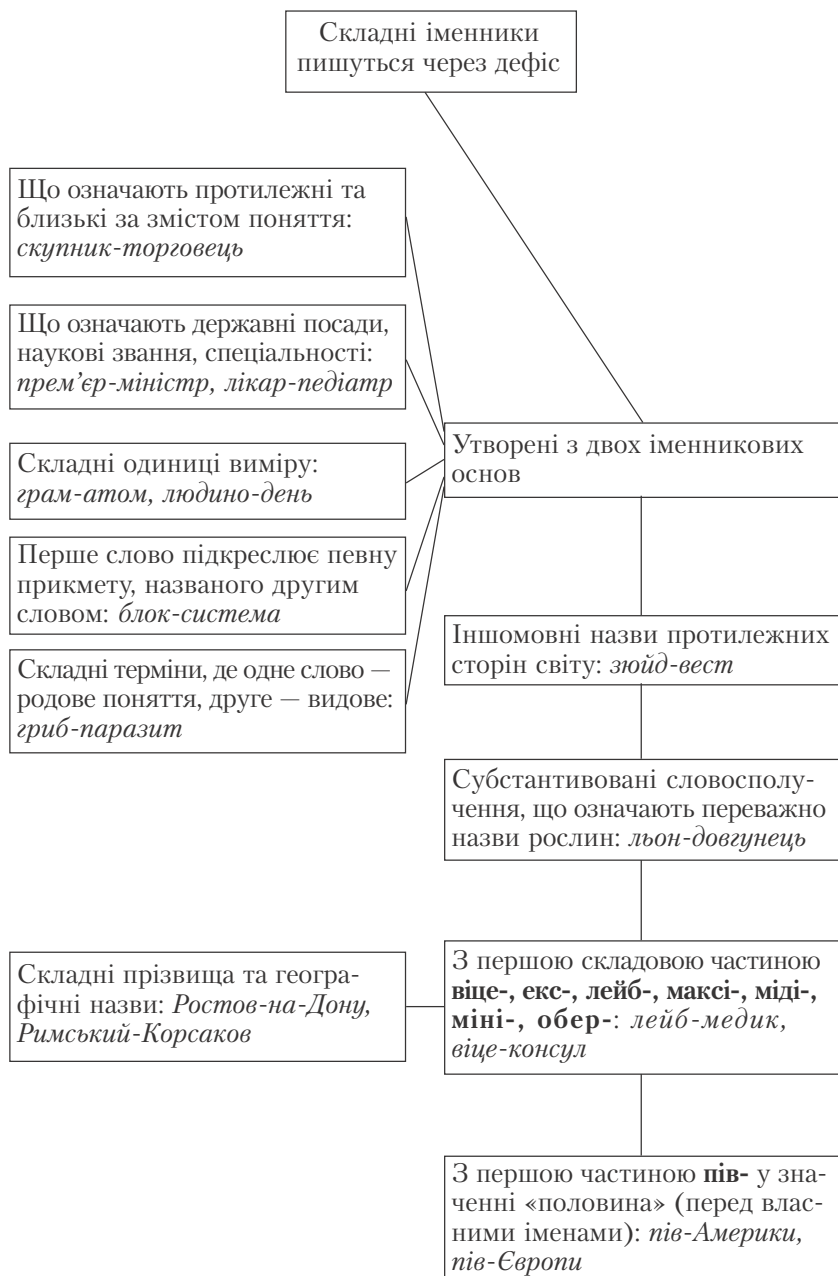 Складні іменники
пишуться через дефіс
Що означають протилежні та
близькі за змістом поняття:
скупник-торговець
Що означають державні посади,
наукові звання, спеціальності:
прем’єр-міністр, лікар-педіатр
Складні одиниці виміру:
грам-атом, людино-день
Перше слово підкреслює певну
прикмету, названого другим
словом: блок-система
Складні терміни, де одне слово —
родове поняття, друге — видове:
гриб-паразит
Утворені з двох іменникових
основ
Іншомовні назви протилежних
сторін світу: зюйд-вест
Субстантивовані словосполу-
чення, що означають переважно
назви рослин: льон-довгунець
Складні прізвища та геогра-
фічні назви: Ростов-на-Дону,
Римський-Корсаков
З першою складовою частиною
віце-, екс-, лейб-, максі-, міді-,
міні-, обер-: лейб-медик,
віце-консул
З першою частиною пів- у зна-
ченні «половина» (перед влас-
ними іменами): пів-Америки,
пів-Європи